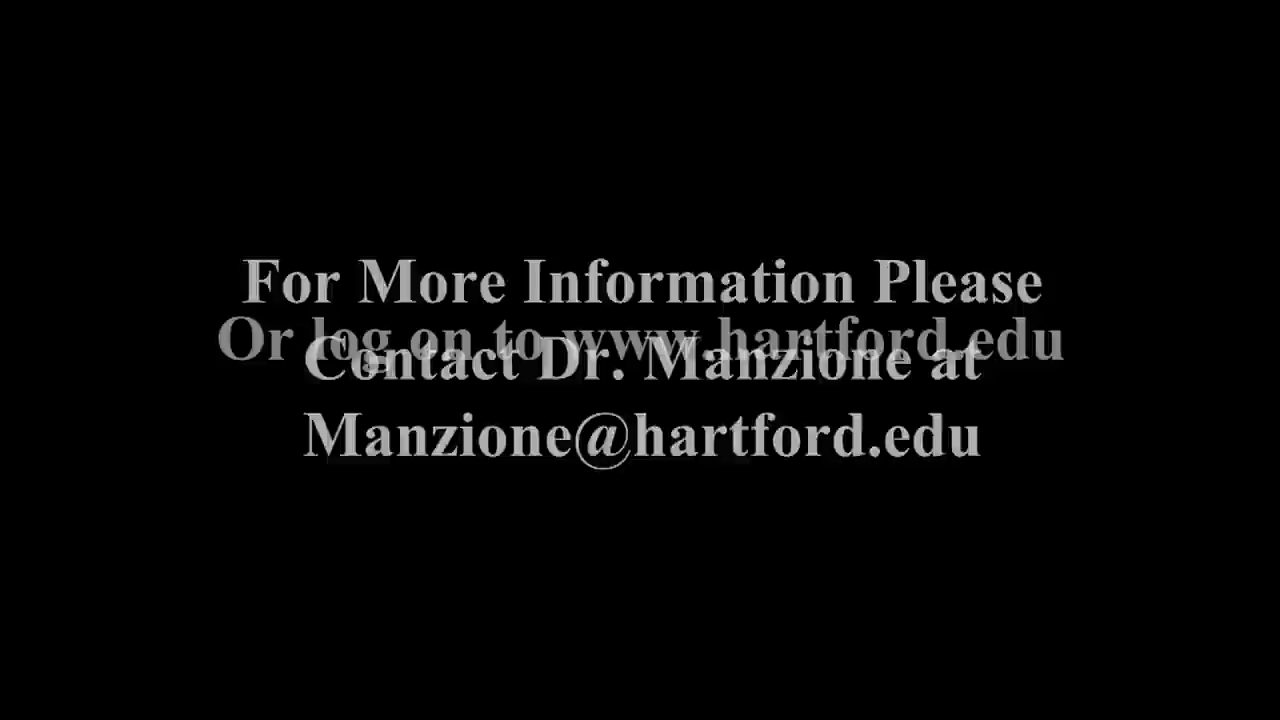 For More Information Please
Or log on to www.hartford.edu
Contact Dr. Manzione at
Manzione@hartford.edu